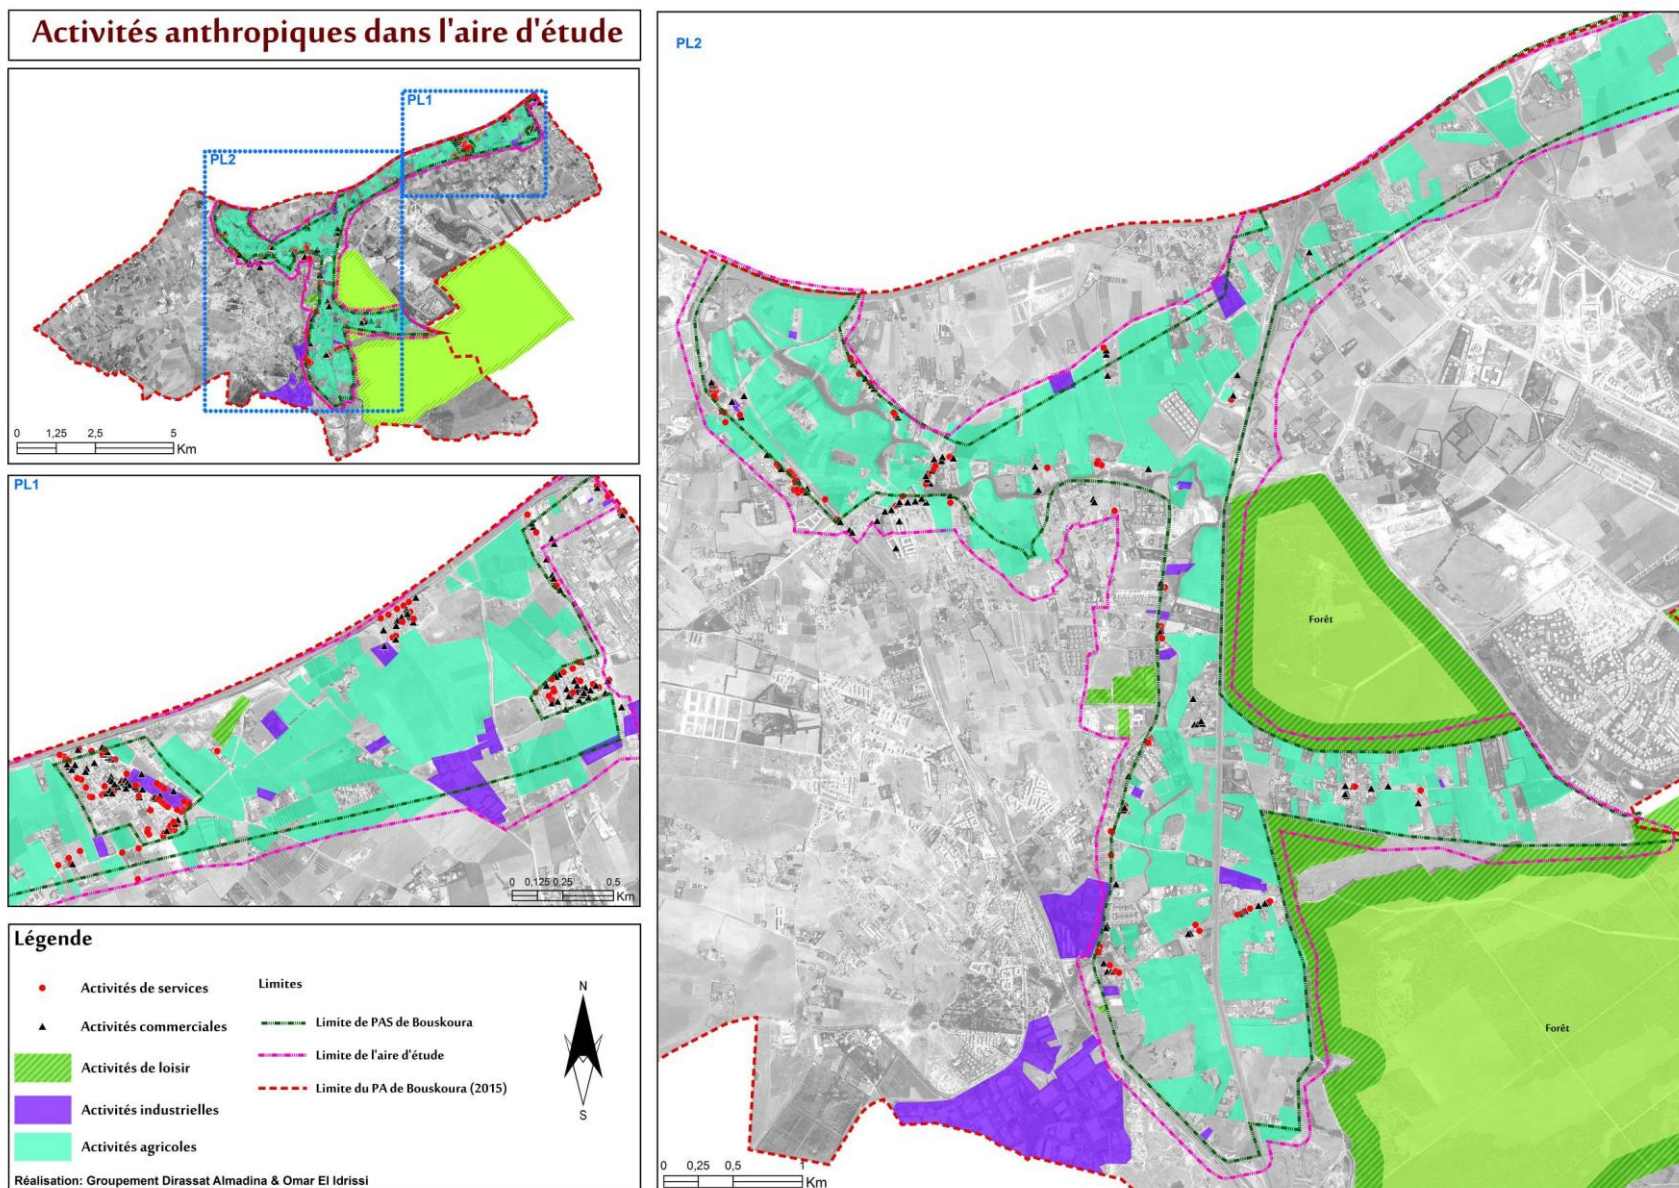 Activités anthropiques dans l'aire d'étude
PL1
PL2
0 1,25 2,5 5
Km
PL1
0 0,125 0,25 0,5
Km
Légende
Activités de services
Activités commerciales
Activités de loisir
Activités industrielles
Activités agricoles
Limites
Limite de PAS de Bouskoura
Limite de l'aire d'étude
Limite du PA de Bouskoura (2015)
N
S
Réalisation: Groupement Dirassat Almadina & Omar El Idrissi
PL2
Forêt
Forêt
0 0,25 0,5 1
Km